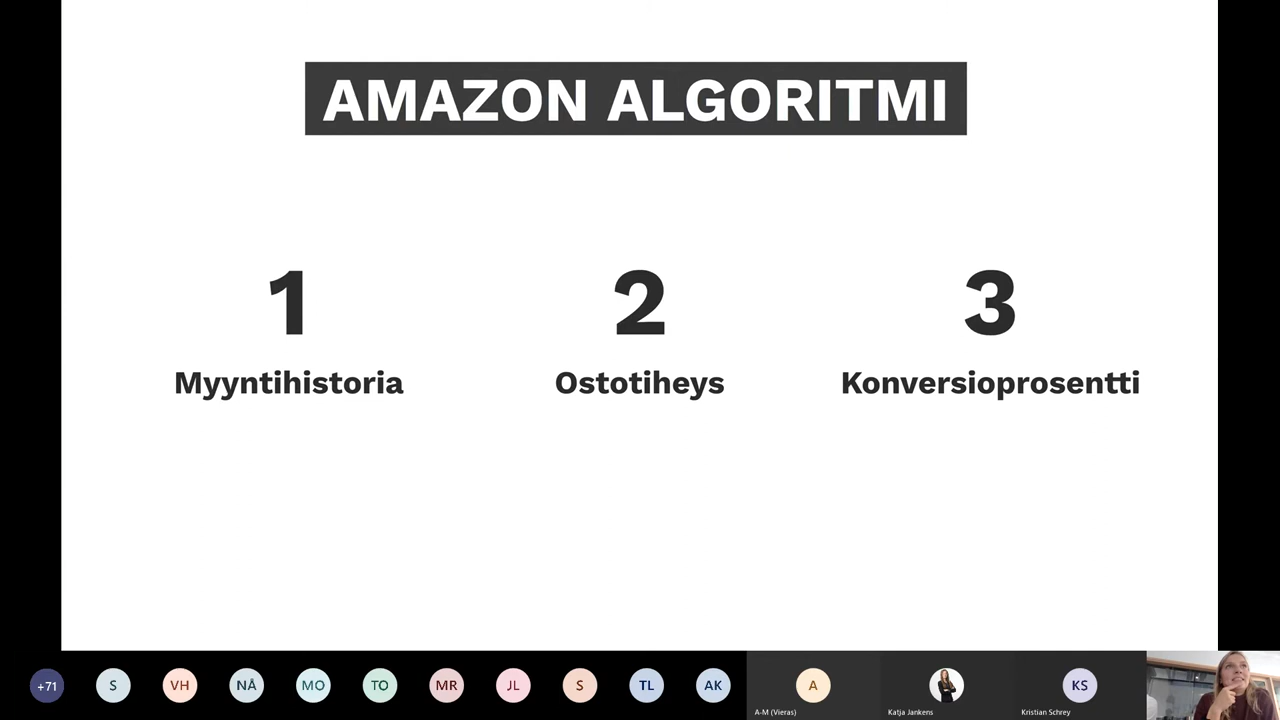 AMAZON ALGORITMI
1
Myyntihistoria
2
Ostotiheys
3
Konversioprosentti
+71
S
VH
NÅ
MO
TO
MR
JL
S
TL
AK
A
A-M (Vieras)
Katja Jankens
KS
Kristian Schrey